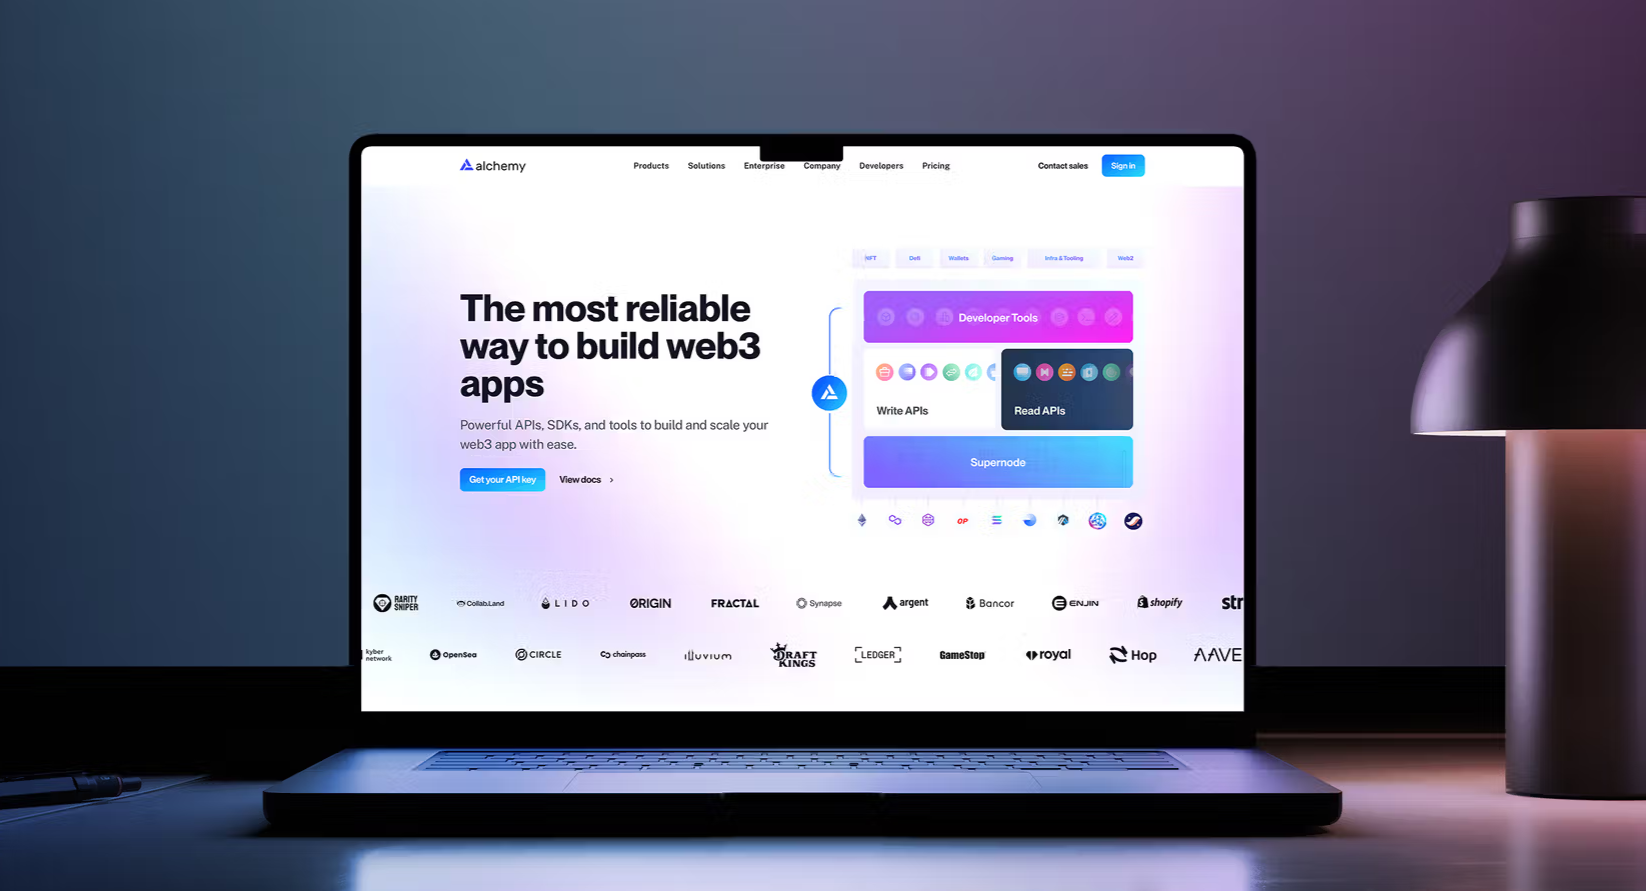 alchemy
Products Solutions Enterprise Company Developers Pricing
Contact sales Sign in
The most reliable
way to build web3
apps
Powerful APIs, SDKs, and tools to build and scale your
web3 app with ease.
Get your API key View docs
NFT Defi Wallets Gaming Infra & Tooling Web2
Developer Tools
Write APIs Read APIs
Supernode
OP
RARITY
SNIPER
Collab.Land
LIDO
ORIGIN
FRACTAL
Synapse
argent
Bancor
ENJIN
shopify
str
kyber
network
OpenSea
CIRCLE
chainpass
illuvium
DRAFT
KINGS
LEDGER
GameStop
royal
Hop
AAVE